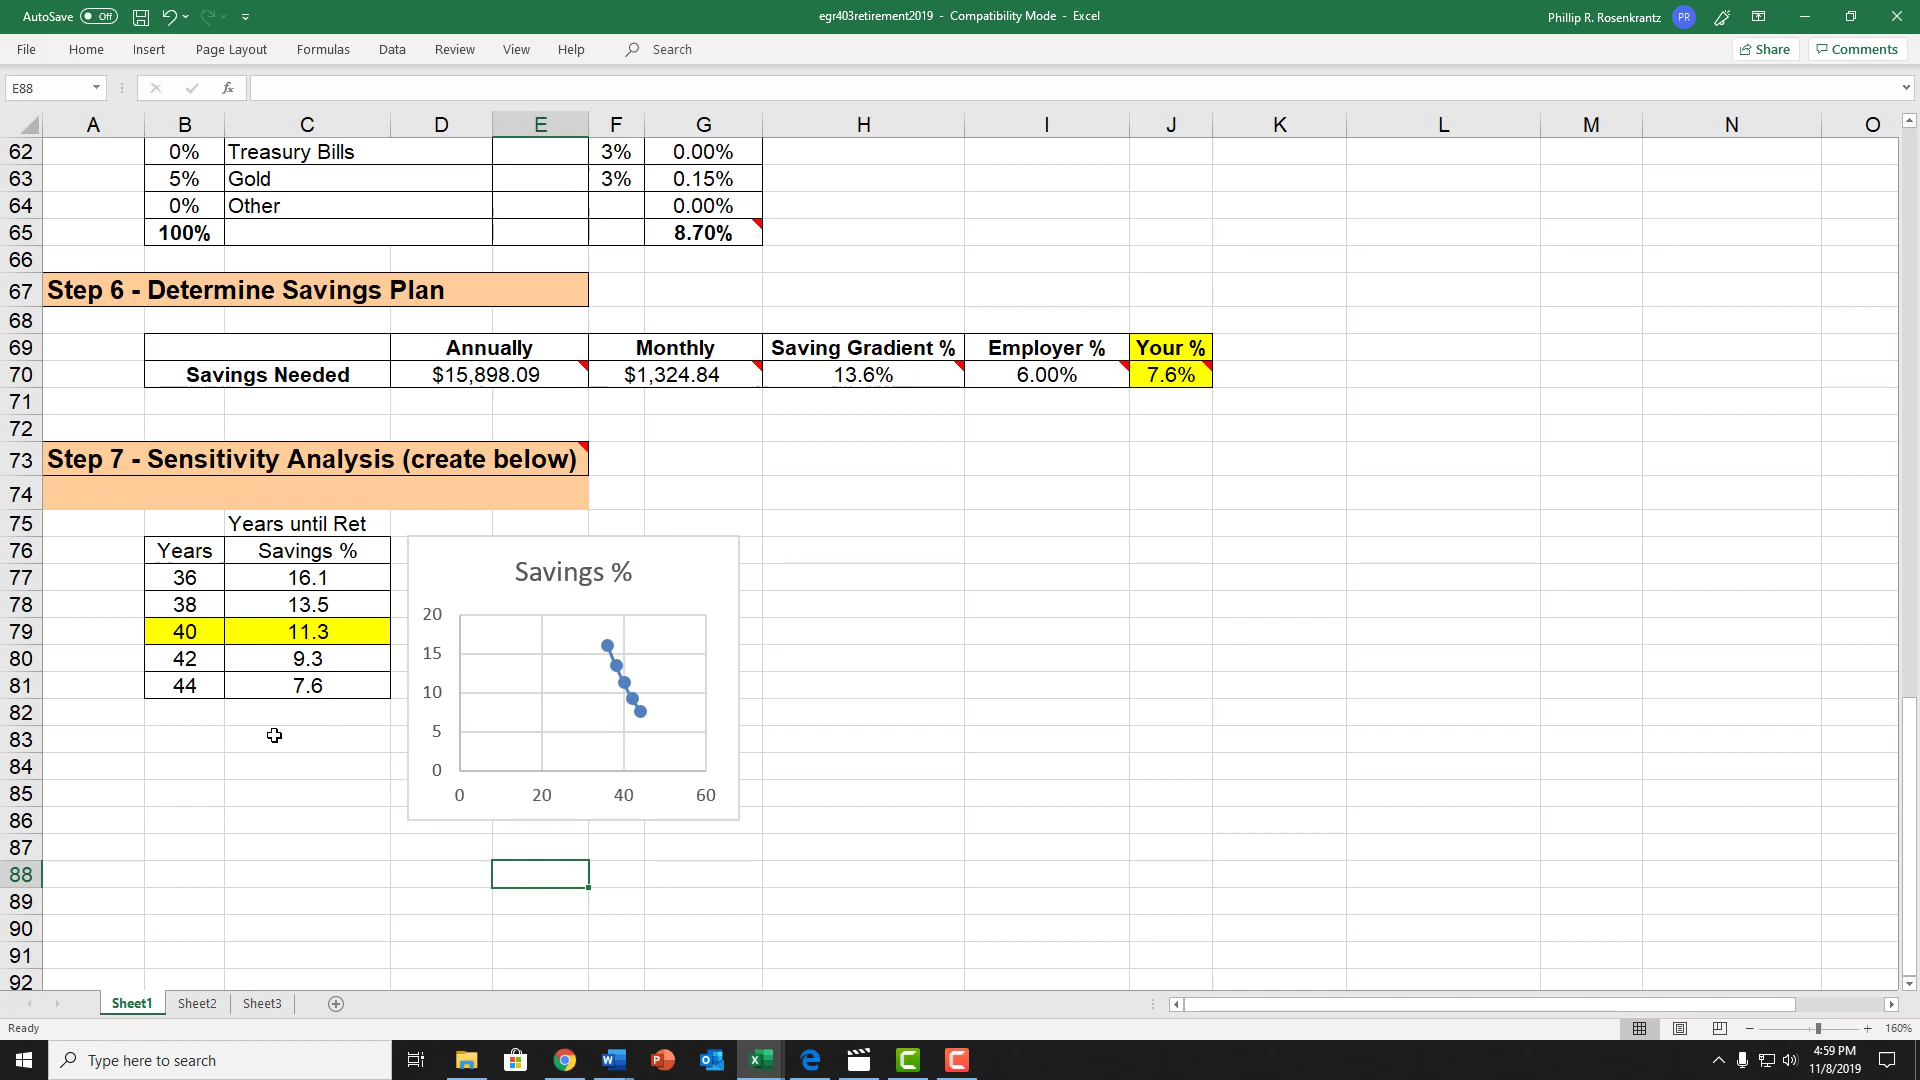 AutoSave Off egr403retirement2019 - Compatibility Mode - Excel Phillip R. Rosenkrantz PR
File Home Insert Page Layout Formulas Data Review View Help Search Share Comments
E88 fx
A B C D E F G H I J K L M N O
62 0% Treasury Bills 3% 0.00%
63 5% Gold 3% 0.15%
64 0% Other 0.00%
65 100% 8.70%
66
67 Step 6 - Determine Savings Plan
68
69 Annually Monthly Saving Gradient % Employer % Your %
70 Savings Needed $15,898.09 $1,324.84 13.6% 6.00% 7.6%
71
72
73 Step 7 - Sensitivity Analysis (create below)
74
75 Years until Ret
76 Years Savings %
77 36 16.1
78 38 13.5
79 40 11.3
80 42 9.3
81 44 7.6
82
83
84
85
86
87
88
89
90
91
92
Savings %
20
15
10
5
0
0 20 40 60
Sheet1 Sheet2 Sheet3
Ready 160%
Type here to search 4:59 PM
11/8/2019